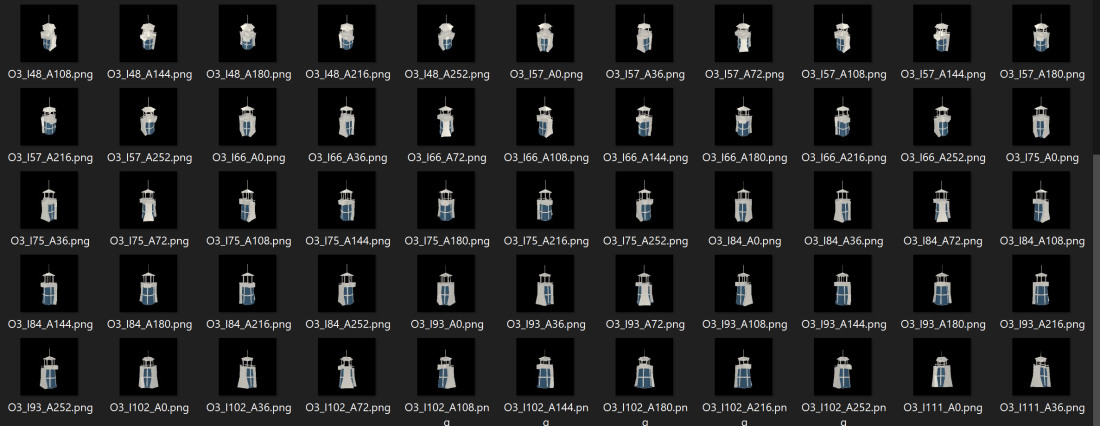 O3_I48_A108.png O3_I48_A144.png O3_I48_A180.png O3_I48_A216.png O3_I48_A252.png O3_I57_A0.png O3_I57_A36.png O3_I57_A72.png O3_I57_A108.png O3_I57_A144.png O3_I57_A180.png
O3_I57_A216.png O3_I57_A252.png O3_I66_A0.png O3_I66_A36.png O3_I66_A72.png O3_I66_A108.png O3_I66_A144.png O3_I66_A180.png O3_I66_A216.png O3_I66_A252.png O3_I75_A0.png
O3_I75_A36.png O3_I75_A72.png O3_I75_A108.png O3_I75_A144.png O3_I75_A180.png O3_I75_A216.png O3_I75_A252.png O3_I84_A0.png O3_I84_A36.png O3_I84_A72.png O3_I84_A108.png
O3_I84_A144.png O3_I84_A180.png O3_I84_A216.png O3_I84_A252.png O3_I93_A0.png O3_I93_A36.png O3_I93_A72.png O3_I93_A108.png O3_I93_A144.png O3_I93_A180.png O3_I93_A216.png
O3_I93_A252.png O3_I102_A0.png O3_I102_A36.png O3_I102_A72.png O3_I102_A108.pn O3_I102_A144.pn O3_I102_A180.pn O3_I102_A216.pn O3_I102_A252.pn O3_I111_A0.png O3_I111_A36.png
g g g g g